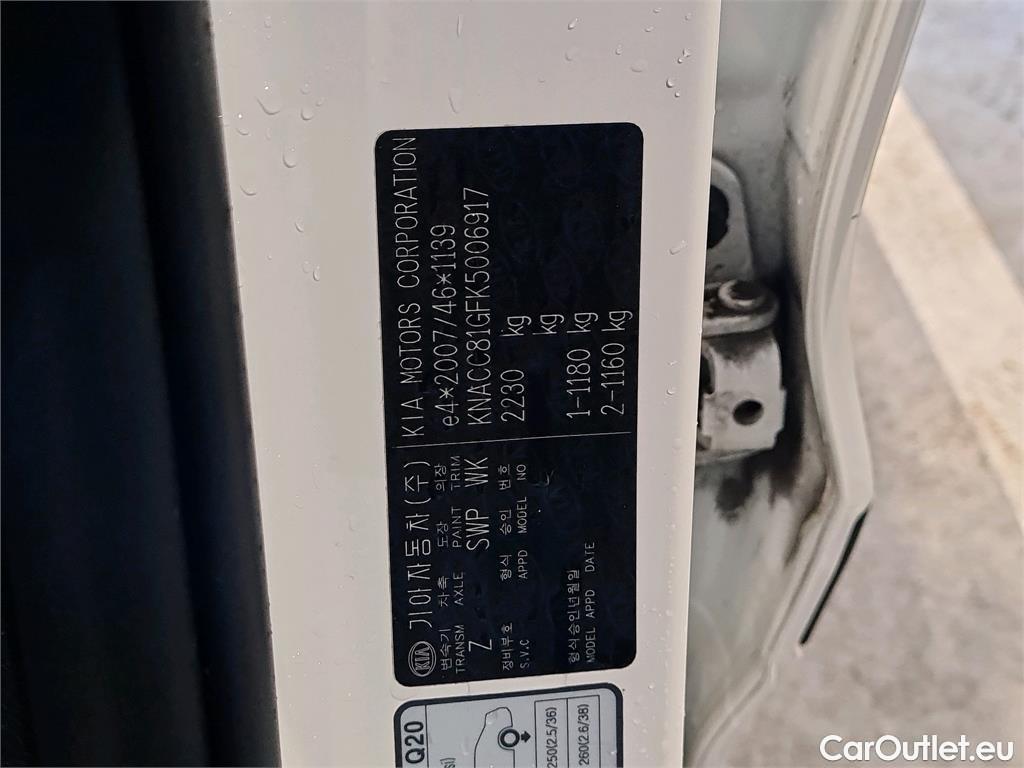 KIA 기아자동차(주) KIA MOTORS CORPORATION
변속기 차축 도장 의장
TRANSM AXLE PAINT TRIM
e4*2007/46*1139
Z SWP WK
KNACC81GFK5006917
정비부호 형식 승인 번호
S.V.C APPD MODEL NO
2230 kg
kg
형식승인년월일
MODEL APPD DATE
1-1180 kg
2-1160 kg
Q20
250(2.5/36)
260(2.6/38)
CarOutlet.eu